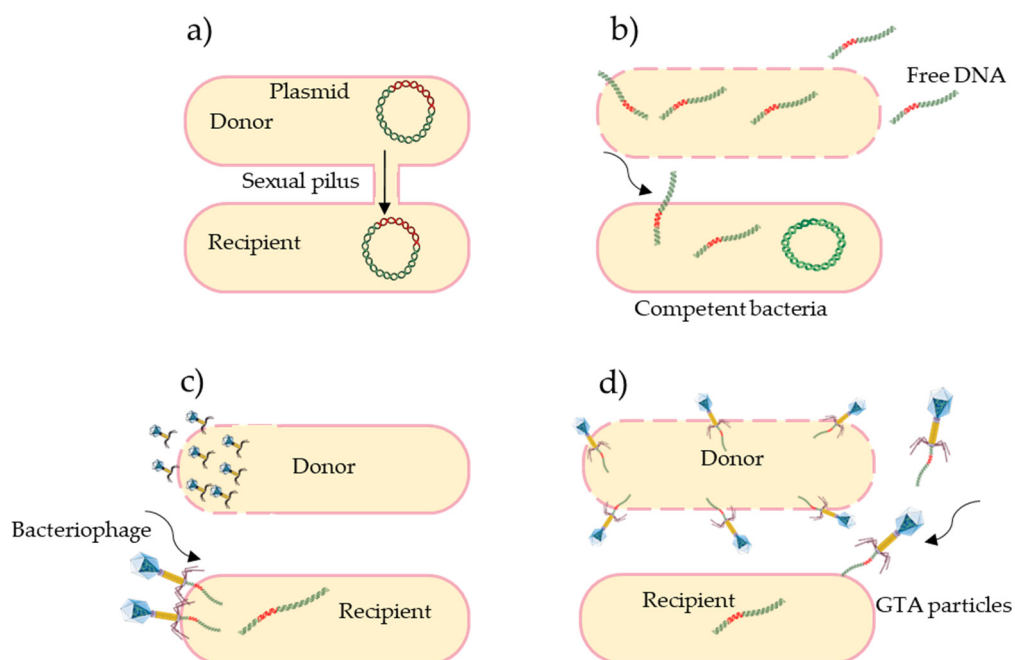 a)
Plasmid
Donor
Sexual pilus
Recipient
b)
Free DNA
Competent bacteria
c)
Donor
Bacteriophage
Recipient
d)
Donor
Recipient
GTA particles